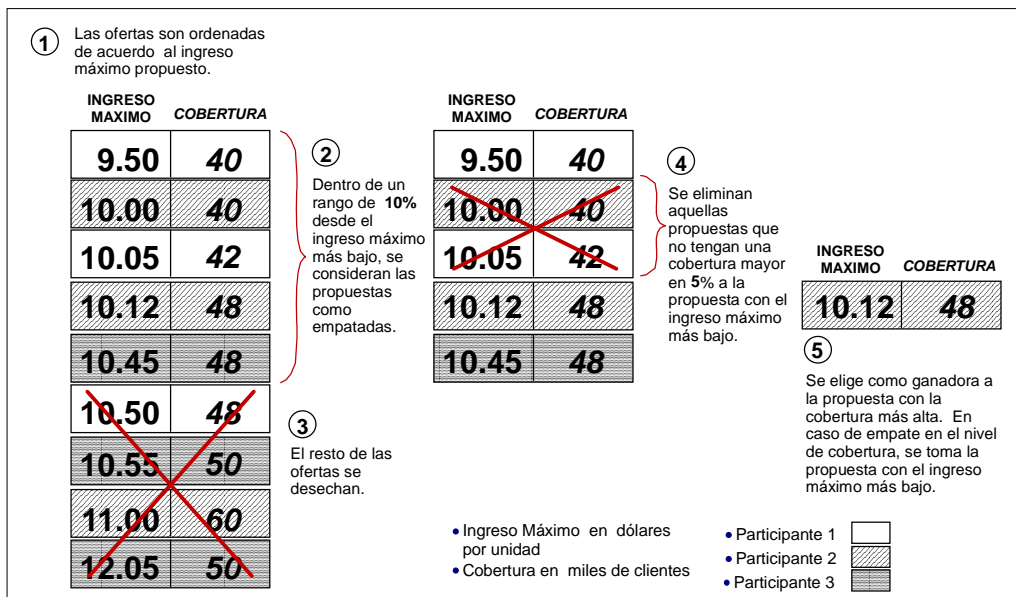 1
Las ofertas son ordenadas
de acuerdo al ingreso
máximo propuesto.
INGRESO
MAXIMO
COBERTURA
9.50 40
10.00 40
10.05 42
10.12 48
10.45 48
10.50 48
10.55 50
11.00 60
12.05 50
2
Dentro de un
rango de 10%
desde el
ingreso máximo
más bajo, se
consideran las
propuestas
como
empatadas.
3
El resto de las
ofertas se
desechan.
INGRESO
MAXIMO
COBERTURA
9.50 40
10.00 40
10.05 42
10.12 48
10.45 48
4
Se eliminan
aquellas
propuestas que
no tengan una
cobertura mayor
en 5% a la
propuesta con el
ingreso máximo
más bajo.
INGRESO
MAXIMO
COBERTURA
10.12 48
5
Se elige como ganadora a
la propuesta con la
cobertura más alta. En
caso de empate en el nivel
de cobertura, se toma la
propuesta con el ingreso
máximo más bajo.
• Ingreso Máximo en dólares
por unidad
• Cobertura en miles de clientes
• Participante 1
• Participante 2
• Participante 3